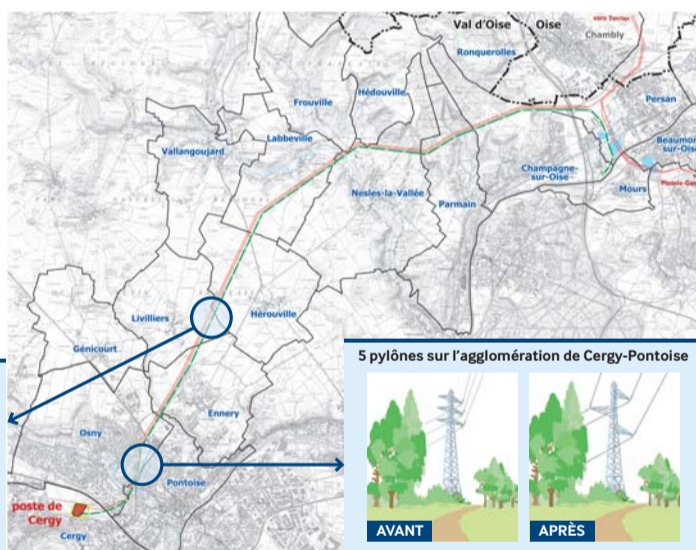 Val d'Oise
Oise
vers Terrier
Chambly
Ronquerolles
Hédouville
Persan
Frouville
Labbeville
Beaumont-
sur-Oise
Vallangoujard
Champagne-
sur-Oise
Nesles-la-Vallée
Mours
Parmain
Livilliers
Hérouville
Génicourt
5 pylônes sur l'agglomération de Cergy-Pontoise
Ennery
Osny
Pontoise
poste de
Cergy
Cergy
AVANT
APRÈS